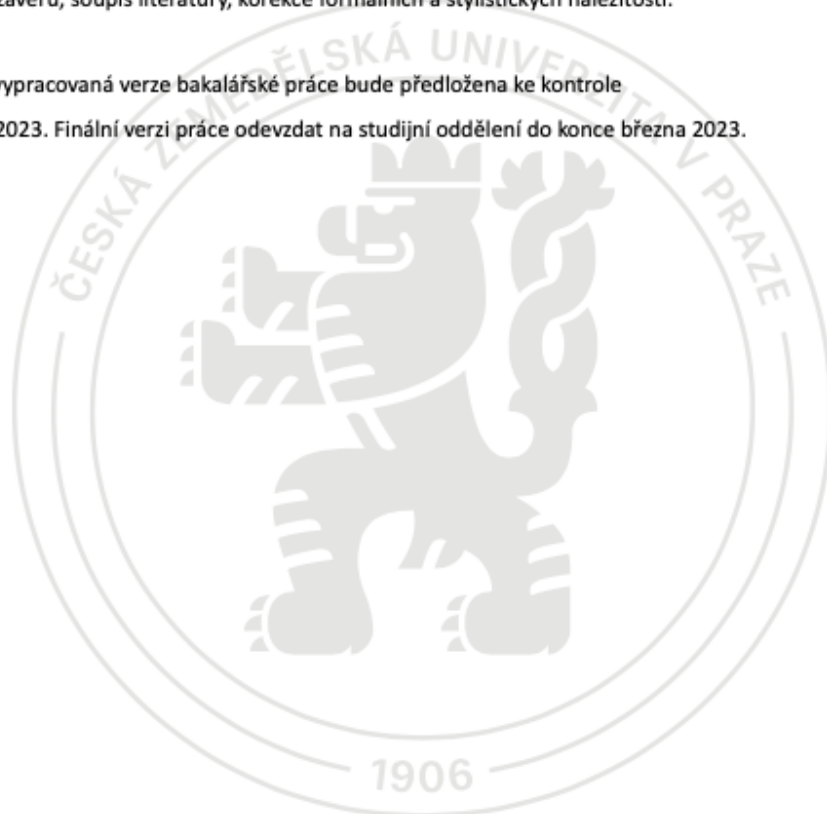 závěru, soupis literatury, korekce formálních a stylistických náležitostí.
vypracovaná verze bakalářské práce bude předložena ke kontrole
2023. Finální verzi práce odevzdat na studijní oddělení do konce března 2023.
ČESKÁ ZEMĚDĚLSKÁ UNIVERZITA V PRAZE
1906